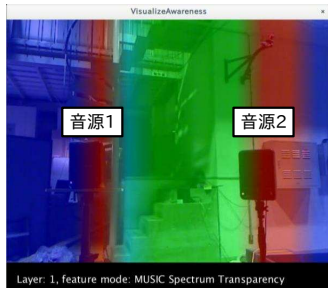 VisualizeAwareness
音源1
音源2
Layer: 1, feature mode: MUSIC Spectrum Transparency